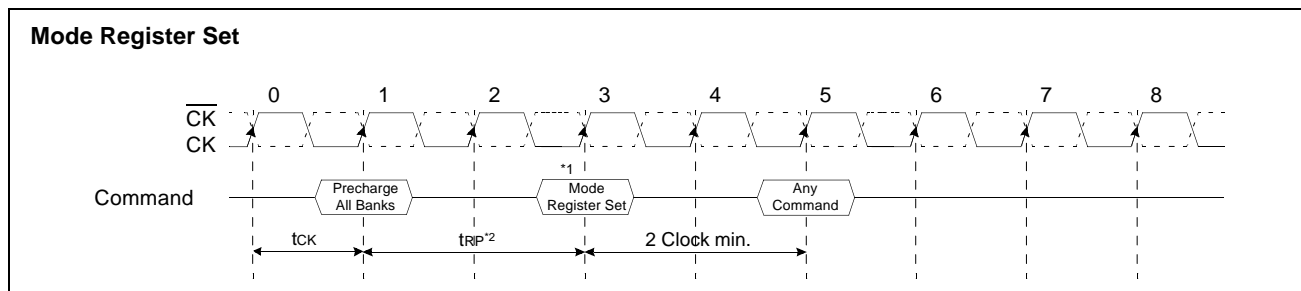 Mode Register Set
0 1 2 3 4 5 6 7 8
CK
CK
*1
Command
Precharge All Banks
Mode Register Set
Any Command
tCK
tRP*2
2 Clock min.